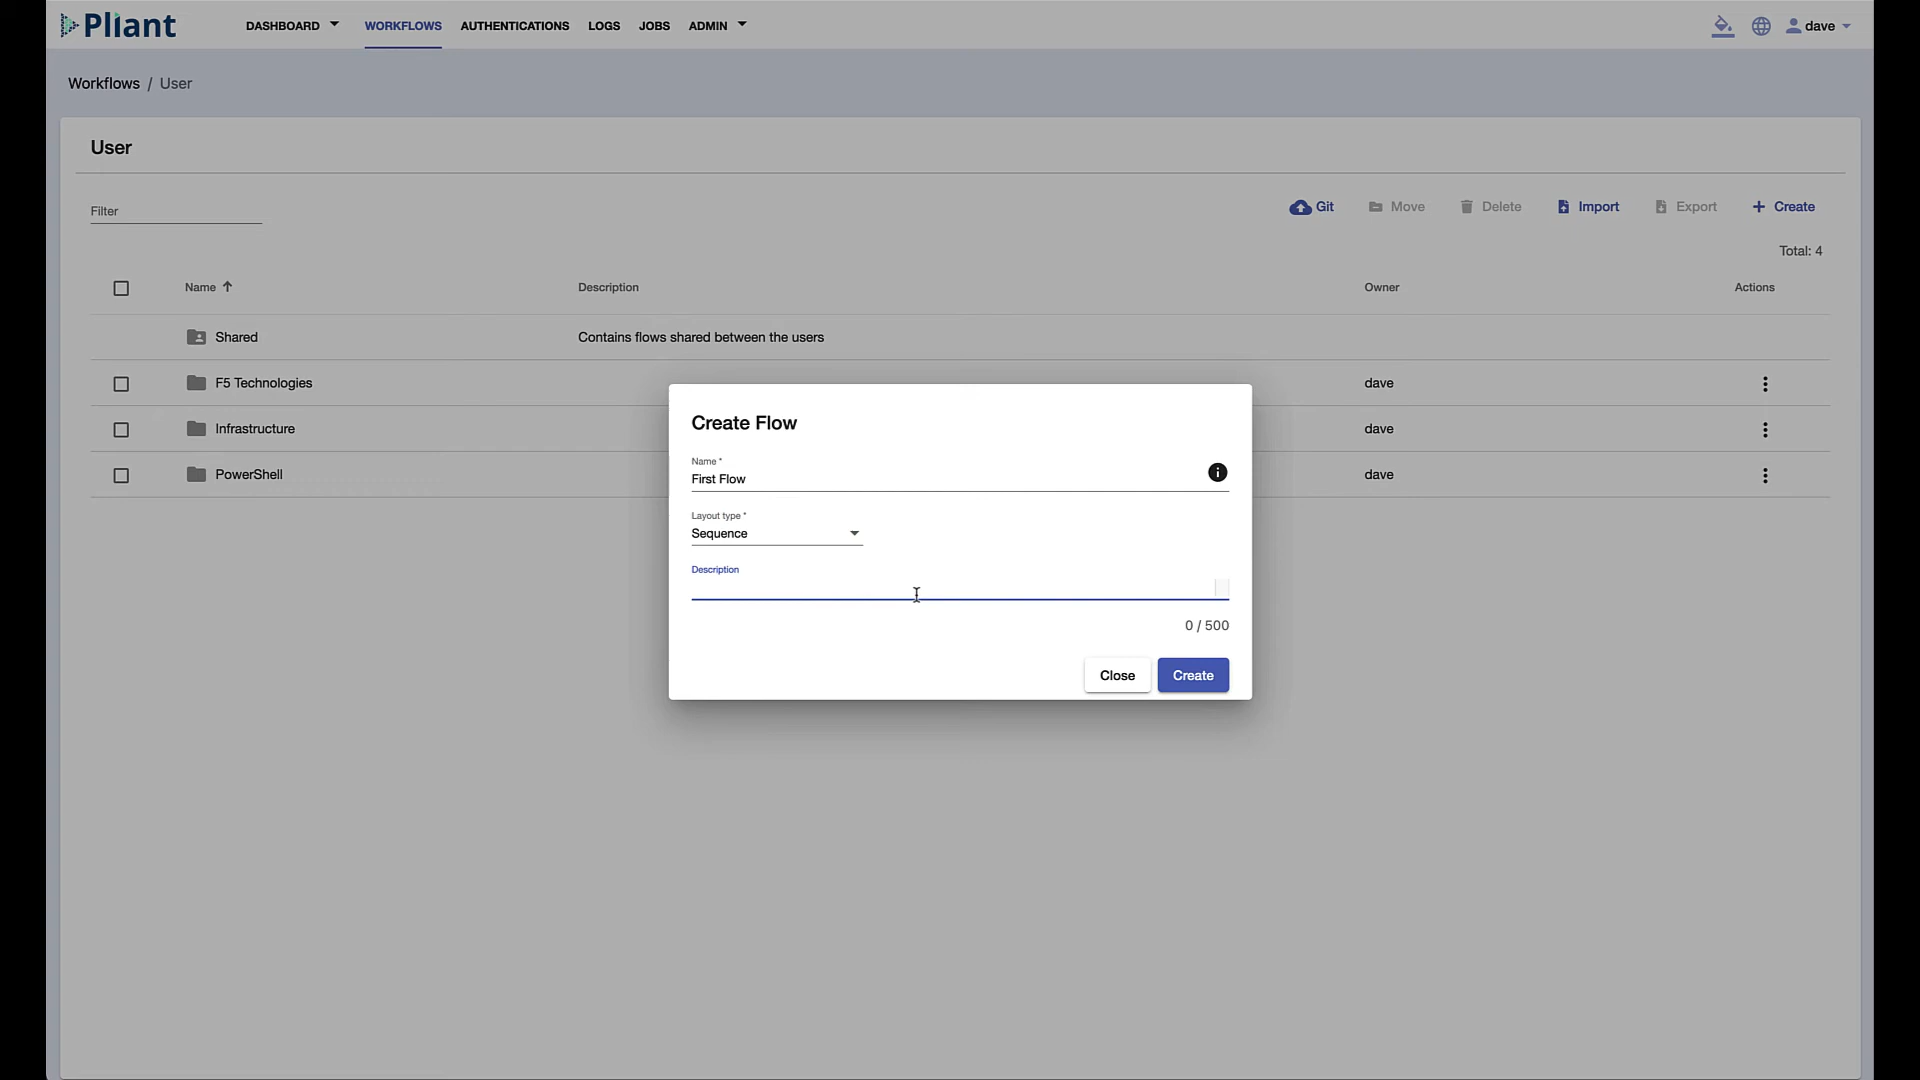 Pliant
DASHBOARD WORKFLOWS AUTHENTICATIONS LOGS JOBS ADMIN dave
Workflows / User
User
Filter
Git Move Delete Import Export + Create
Total: 4
Name Description Owner Actions
Shared Contains flows shared between the users
F5 Technologies dave
Infrastructure dave
PowerShell dave
Create Flow
Name *
First Flow
Layout type *
Sequence
Description
0 / 500
Close Create